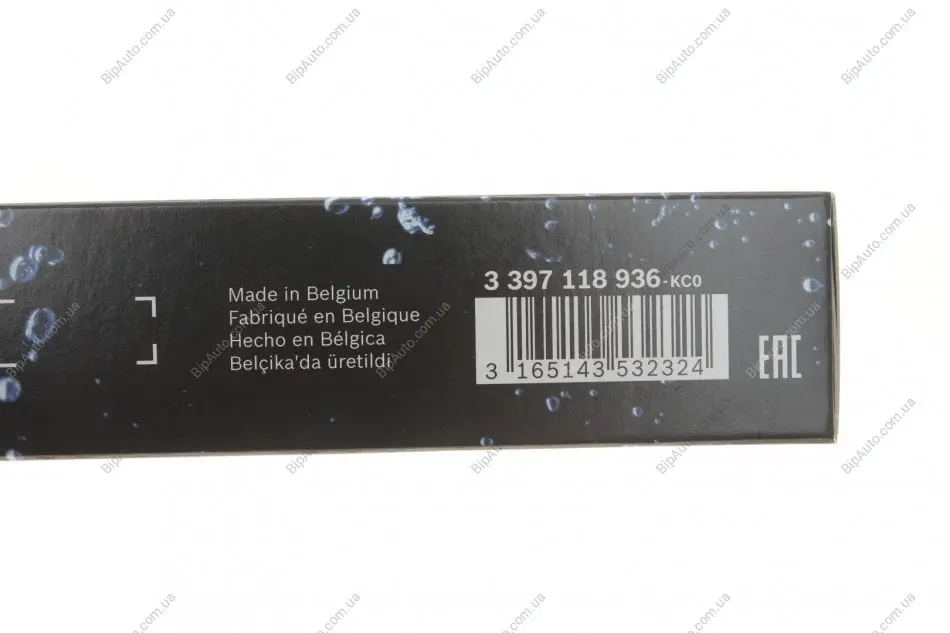 Made in Belgium
Fabriqué en Belgique
Hecho en Bélgica
Belçika'da üretildi
3 397 118 936-KC0
3 165143 532324
EAC
BipAuto.com.ua